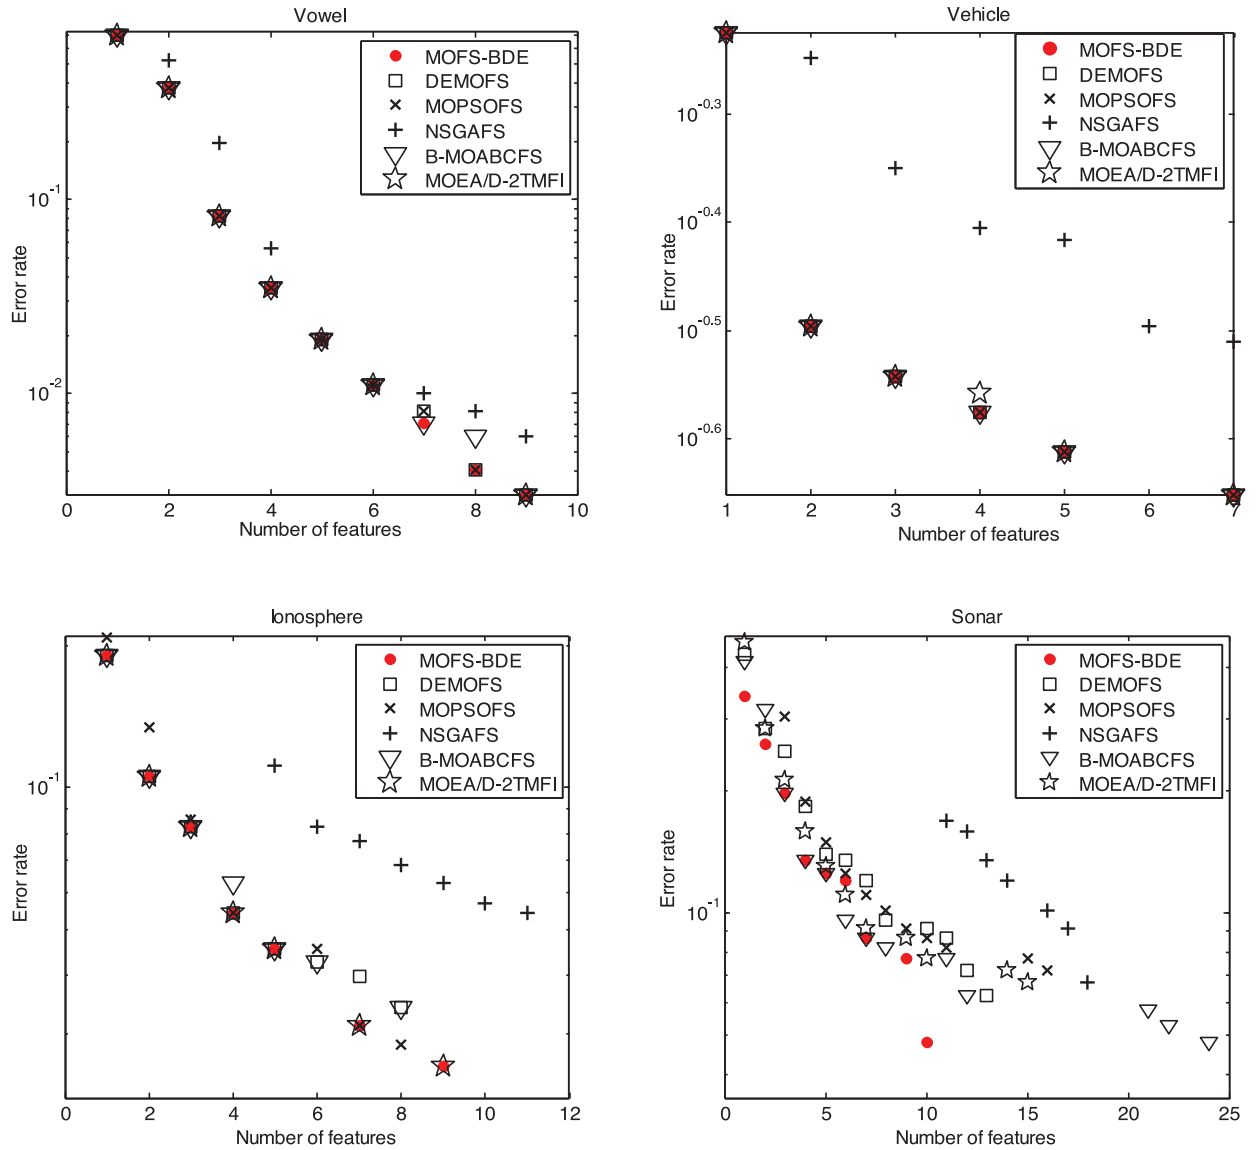 Vowel
MOFS-BDE
DEMOFS
MOPSOFS
NSGAFS
B-MOABCFS
MOEA/D-2TMFI
10^-1
10^-2
Error rate
0 2 4 6 8 10
Number of features
Vehicle
MOFS-BDE
DEMOFS
MOPSOFS
NSGAFS
B-MOABCFS
MOEA/D-2TMFI
10^-0.3
10^-0.4
10^-0.5
10^-0.6
Error rate
1 2 3 4 5 6 7
Number of features
Ionosphere
MOFS-BDE
DEMOFS
MOPSOFS
NSGAFS
B-MOABCFS
MOEA/D-2TMFI
10^-1
Error rate
0 2 4 6 8 10 12
Number of features
Sonar
MOFS-BDE
DEMOFS
MOPSOFS
NSGAFS
B-MOABCFS
MOEA/D-2TMFI
10^-1
Error rate
0 5 10 15 20 25
Number of features